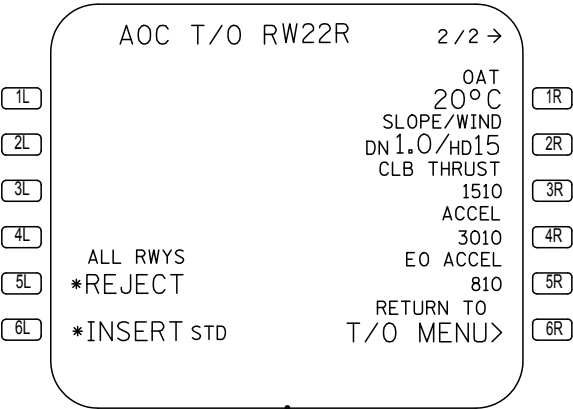 AOC T/O RW22R 2/2→
OAT
1L 20°C 1R
SLOPE/WIND
2L DN 1.0/HD15 2R
CLB THRUST
3L 1510 3R
ACCEL
4L 3010 4R
ALL RWYS EO ACCEL
5L *REJECT 810 5R
RETURN TO
6L *INSERT STD T/O MENU> 6R